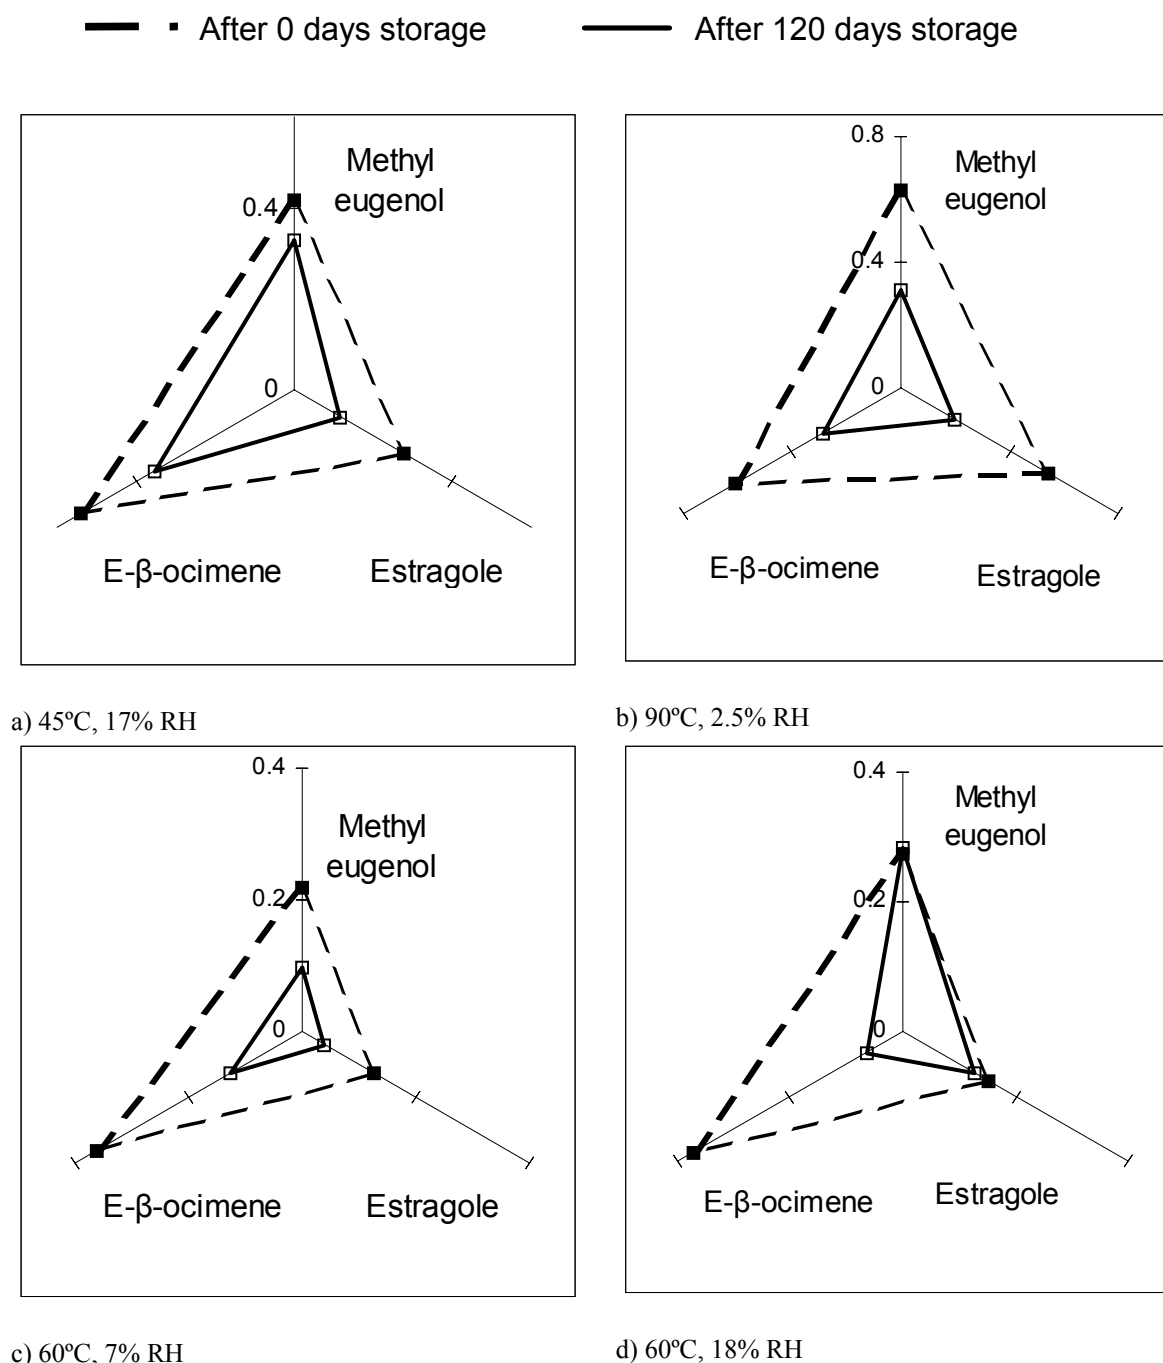 After 0 days storage
After 120 days storage
Methyl
eugenol
0.4
0
E-β-ocimene
Estragole
a) 45ºC, 17% RH
0.8
Methyl
eugenol
0.4
0
E-β-ocimene
Estragole
b) 90ºC, 2.5% RH
0.4
Methyl
eugenol
0.2
0
E-β-ocimene
Estragole
c) 60ºC, 7% RH
0.4
Methyl
eugenol
0.2
0
E-β-ocimene
Estragole
d) 60ºC, 18% RH